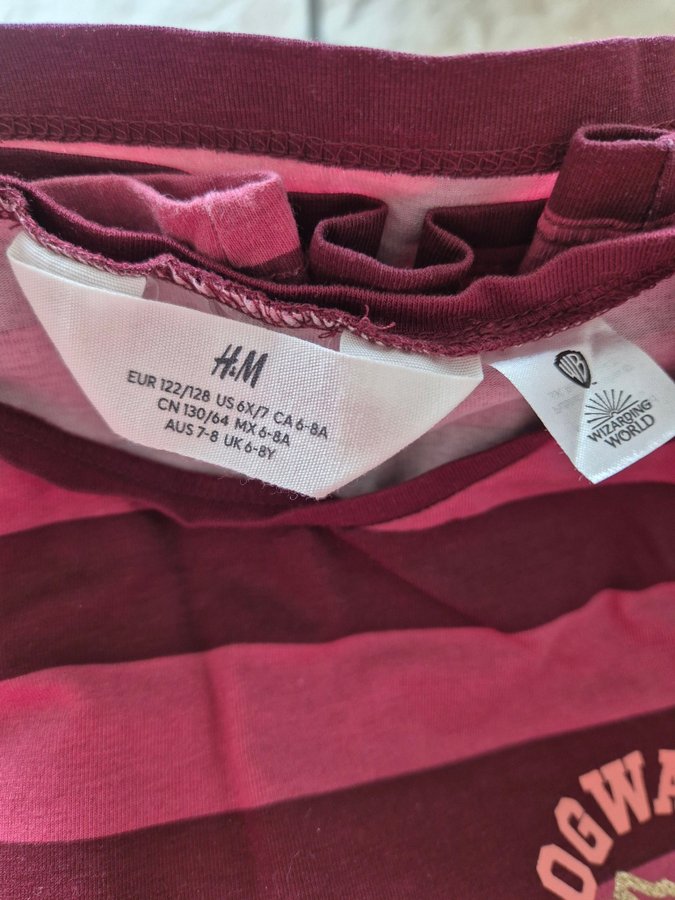 H&M
EUR 122/128 US 6X/7 CA 6-8A
CN 130/64 MX 6-8A
AUS 7-8 UK 6-8Y
WB
WIZARDING
WORLD
OGWA